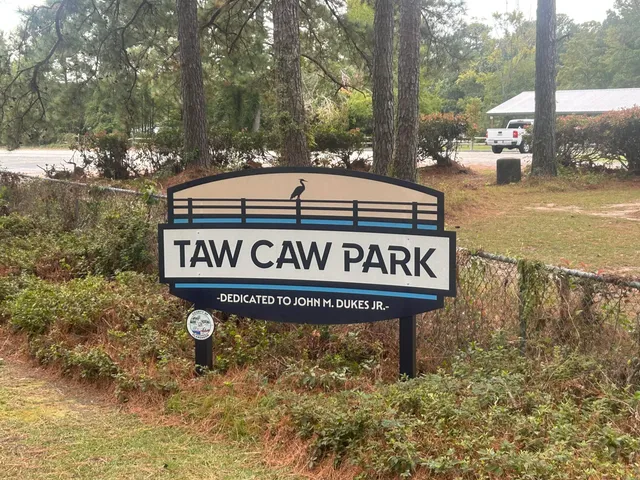 TAW CAW PARK
-DEDICATED TO JOHN M. DUKES JR.-